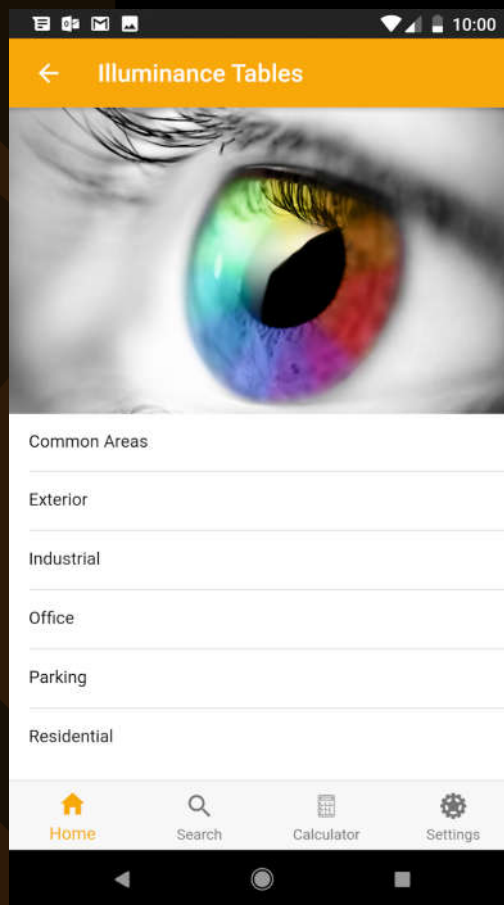 10:00
Illuminance Tables
Common Areas
Exterior
Industrial
Office
Parking
Residential
Home Search Calculator Settings